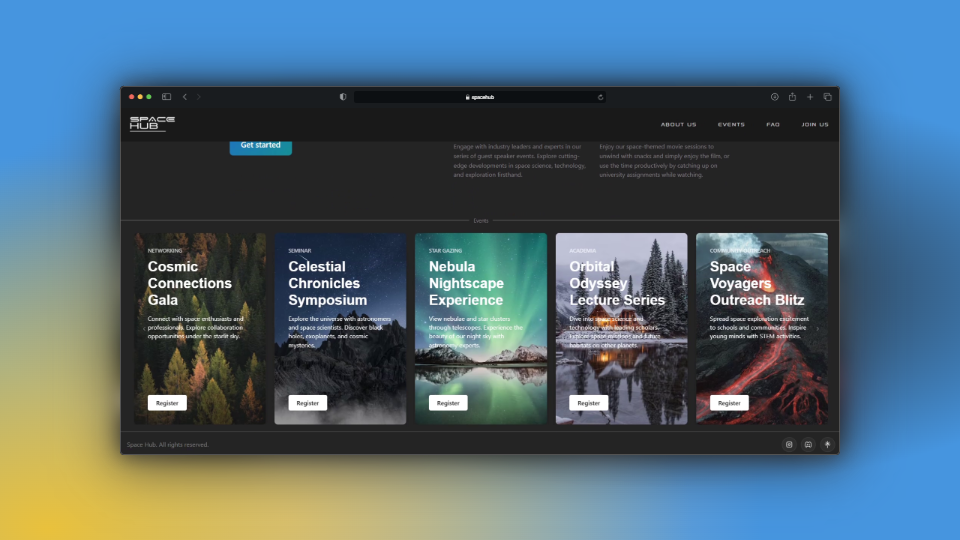 spacehub
SPACE
HUB
ABOUT US
EVENTS
FAQ
JOIN US
Get started
Engage with industry leaders and experts in our
series of guest speaker events. Explore cutting-
edge developments in space science, technology,
and exploration firsthand.
Enjoy our space-themed movie sessions to
unwind with snacks and simply enjoy the film, or
use the time productively by catching up on
university assignments while watching.
Events
NETWORKING
Cosmic
Connections
Gala
Connect with space enthusiasts and
professionals. Explore collaboration
opportunities under the starlit sky.
Register
SEMINAR
Celestial
Chronicles
Symposium
Explore the universe with astronomers
and space scientists. Discover black
holes, exoplanets, and cosmic
mysteries.
Register
STAR GAZING
Nebula
Nightscape
Experience
View nebulae and star clusters
through telescopes. Experience the
beauty of our night sky with
astronomy experts.
Register
ACADEMIA
Orbital
Odyssey
Lecture Series
Dive into space science and
technology with leading scholars.
Explore space missions and future
habitats on other planets.
Register
COMMUNITY OUTREACH
Space
Voyagers
Outreach Blitz
Spread space exploration excitement
to schools and communities. Inspire
young minds with STEM activities.
Register
Space Hub. All rights reserved.